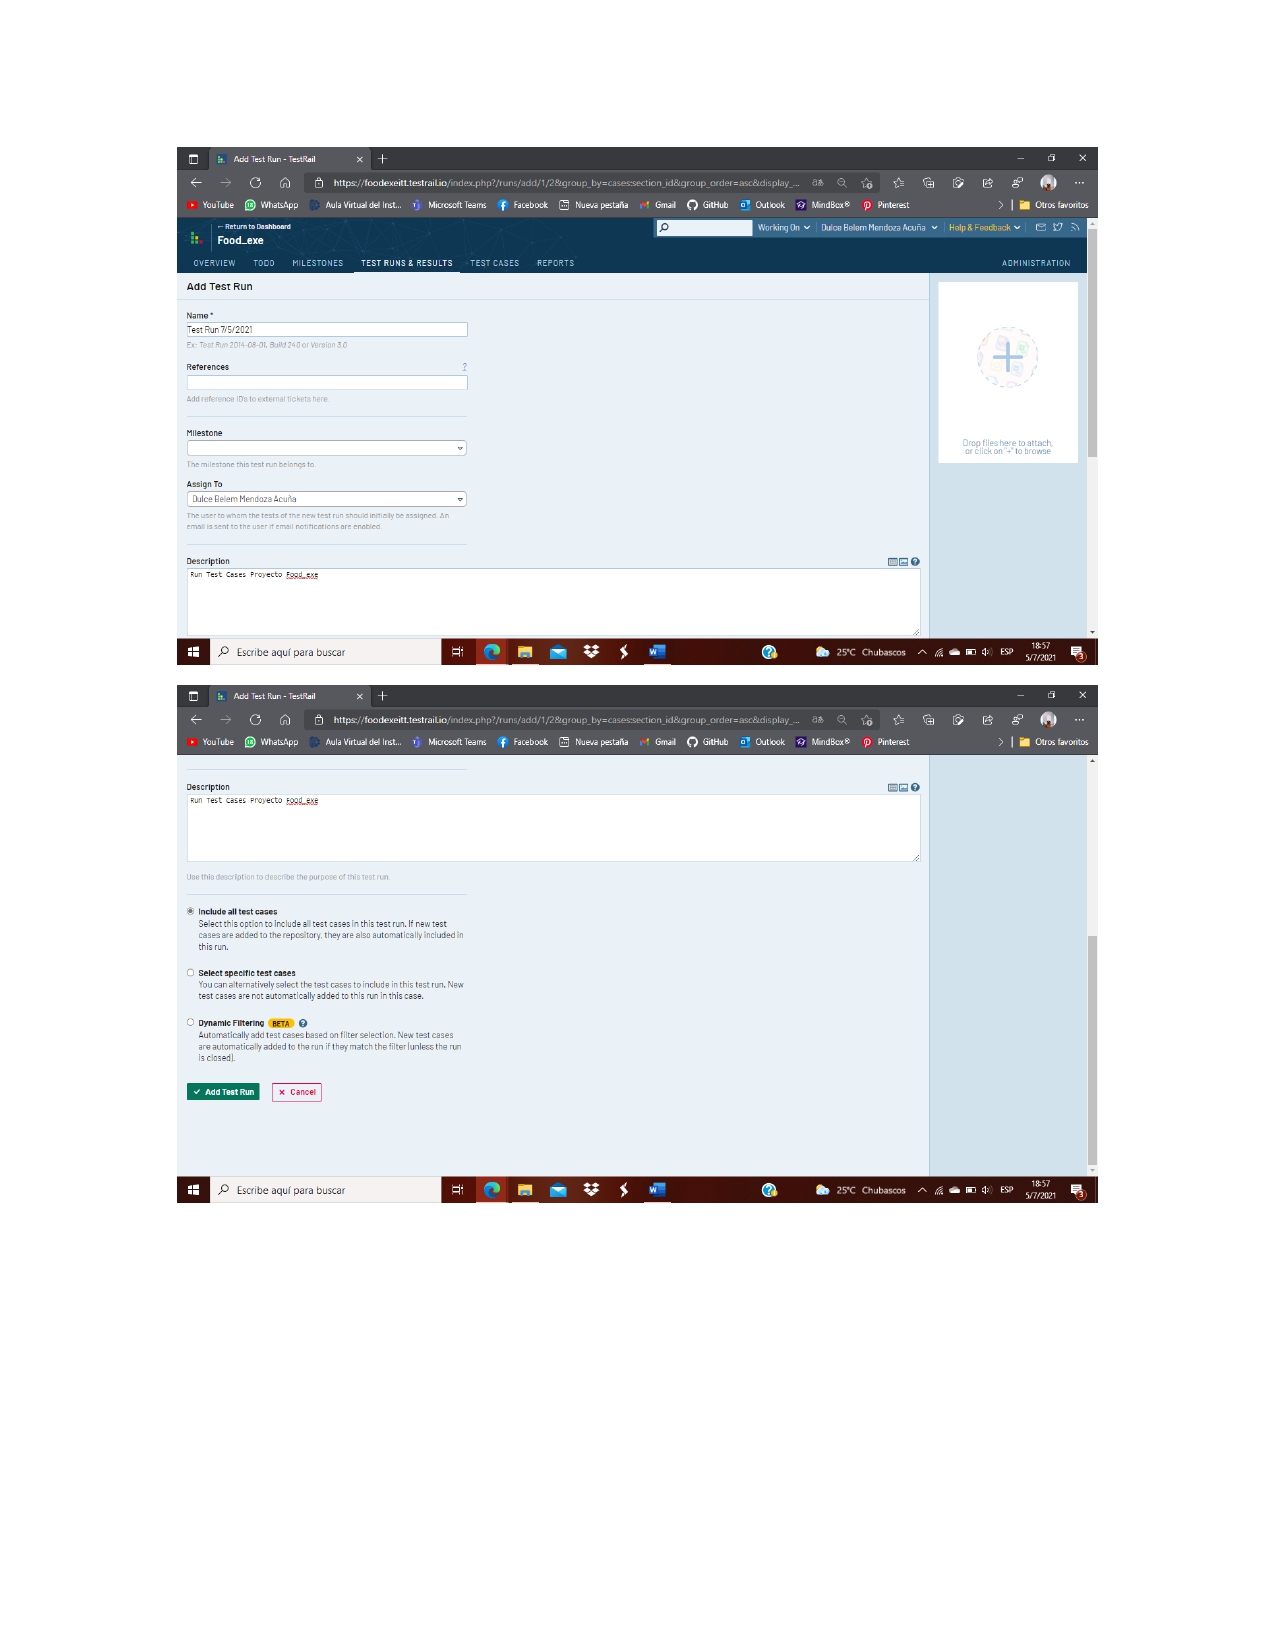 Add Test Run - TestRail
https://foodexeitt.testrail.io/index.php?/runs/add/1/2&group_by=cases:section_id&group_order=asc&display_...
YouTube WhatsApp Aula Virtual del Inst... Microsoft Teams Facebook Nueva pestaña Gmail GitHub Outlook MindBox® Pinterest Otros favoritos
← Return to Dashboard
Food_exe
Working On Dulce Belem Mendoza Acuña Help & Feedback
OVERVIEW TODO MILESTONES TEST RUNS & RESULTS TEST CASES REPORTS ADMINISTRATION
Add Test Run
Name *
Test Run 7/5/2021
Ex: Test Run 2014-08-01, Build 240 or Version 3.0
References ?
Add reference IDs to external tickets here.
Milestone
The milestone this test run belongs to.
Assign To
Dulce Belem Mendoza Acuña
The user to whom the tests of the new test run should initially be assigned. An
email is sent to the user if email notifications are enabled.
Drop files here to attach,
or click on "+" to browse
Description
Run Test Cases Proyecto Food_exe
Escribe aquí para buscar
25°C Chubascos ESP
18:57
5/7/2021
3
Add Test Run - TestRail
https://foodexeitt.testrail.io/index.php?/runs/add/1/2&group_by=cases:section_id&group_order=asc&display_...
YouTube WhatsApp Aula Virtual del Inst... Microsoft Teams Facebook Nueva pestaña Gmail GitHub Outlook MindBox® Pinterest Otros favoritos
Description
Run Test Cases Proyecto Food_exe
Use this description to describe the purpose of this test run.
Include all test cases
Select this option to include all test cases in this test run. If new test
cases are added to the repository, they are also automatically included in
this run.
Select specific test cases
You can alternatively select the test cases to include in this test run. New
test cases are not automatically added to this run in this case.
Dynamic Filtering BETA ?
Automatically add test cases based on filter selection. New test cases
are automatically added to the run if they match the filter (unless the run
is closed).
Add Test Run Cancel
Escribe aquí para buscar
25°C Chubascos ESP
18:57
5/7/2021
3